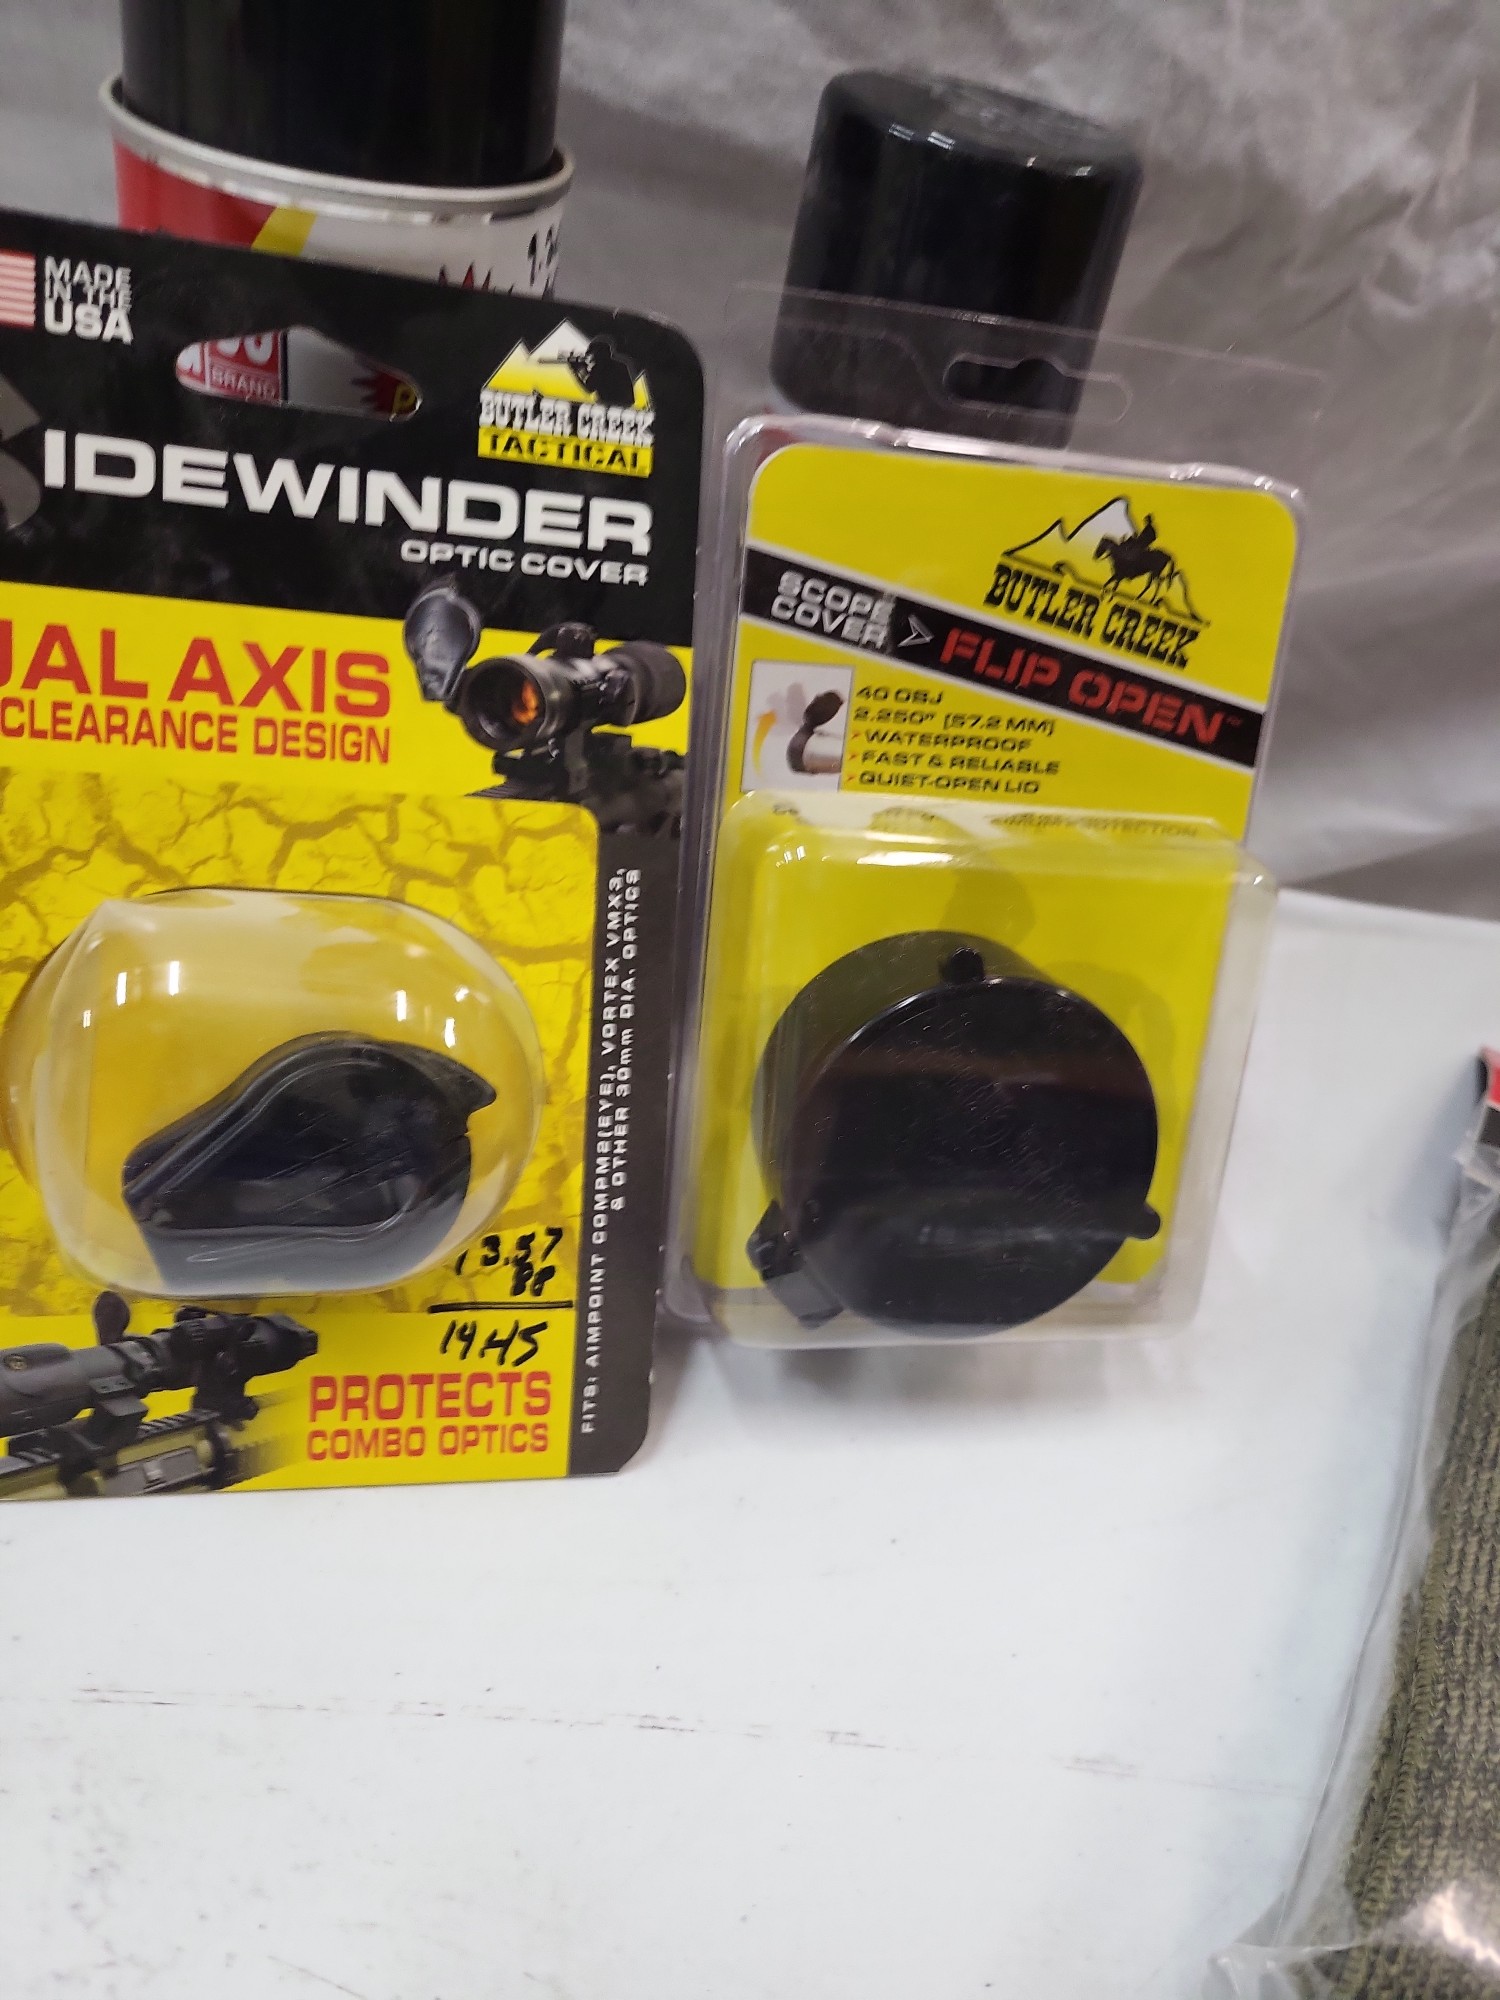 MADE
IN THE
USA
BRAND
BUTLER CREEK
TACTICAL
IDEWINDER
OPTIC COVER
UAL AXIS
CLEARANCE DESIGN
FITS: AIMPOINT COMPM2(EYE), VORTEX VMX3,
& OTHER 30mm DIA. OPTICS
13.57
88
14.45
PROTECTS
COMBO OPTICS
BUTLER CREEK
SCOPE
COVER
FLIP OPEN
40 OBJ
2.250" (57.2 MM)
WATERPROOF
FAST & RELIABLE
QUIET-OPEN LID
PROTECTION